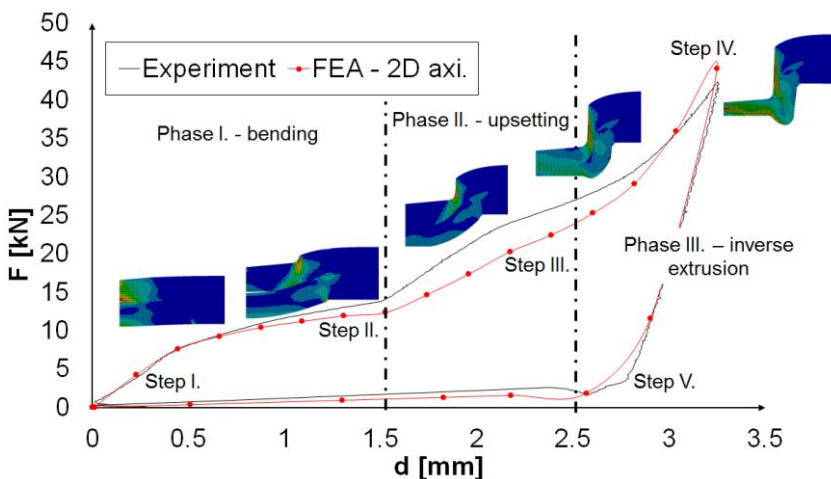 50
45
40
35
30
25
20
15
10
5
0
F [kN]
Experiment
FEA - 2D axi.
Step IV.
Phase I. - bending
Phase II. - upsetting
Phase III. – inverse
extrusion
Step III.
Step II.
Step I.
Step V.
0
0.5
1
1.5
2
2.5
3
3.5
d [mm]